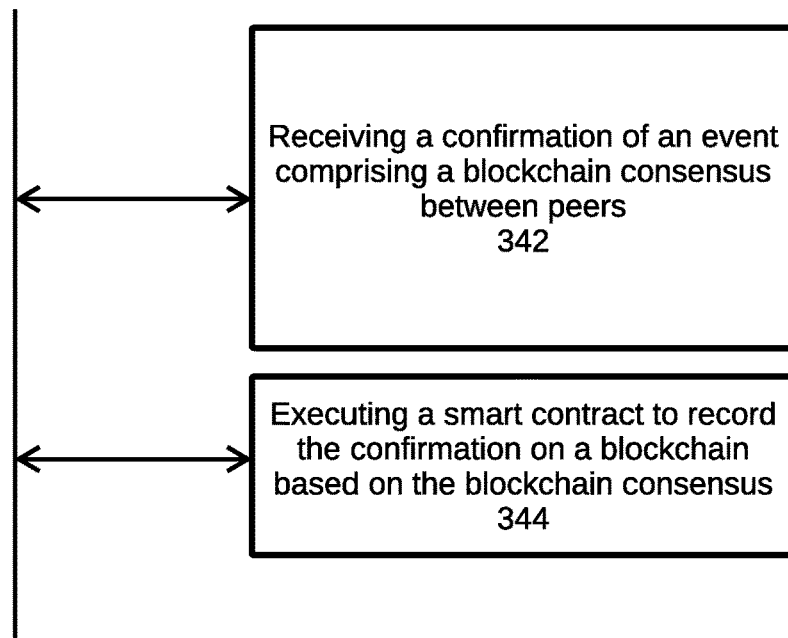 Receiving a confirmation of an event
comprising a blockchain consensus
between peers
342
Executing a smart contract to record
the confirmation on a blockchain
based on the blockchain consensus
344